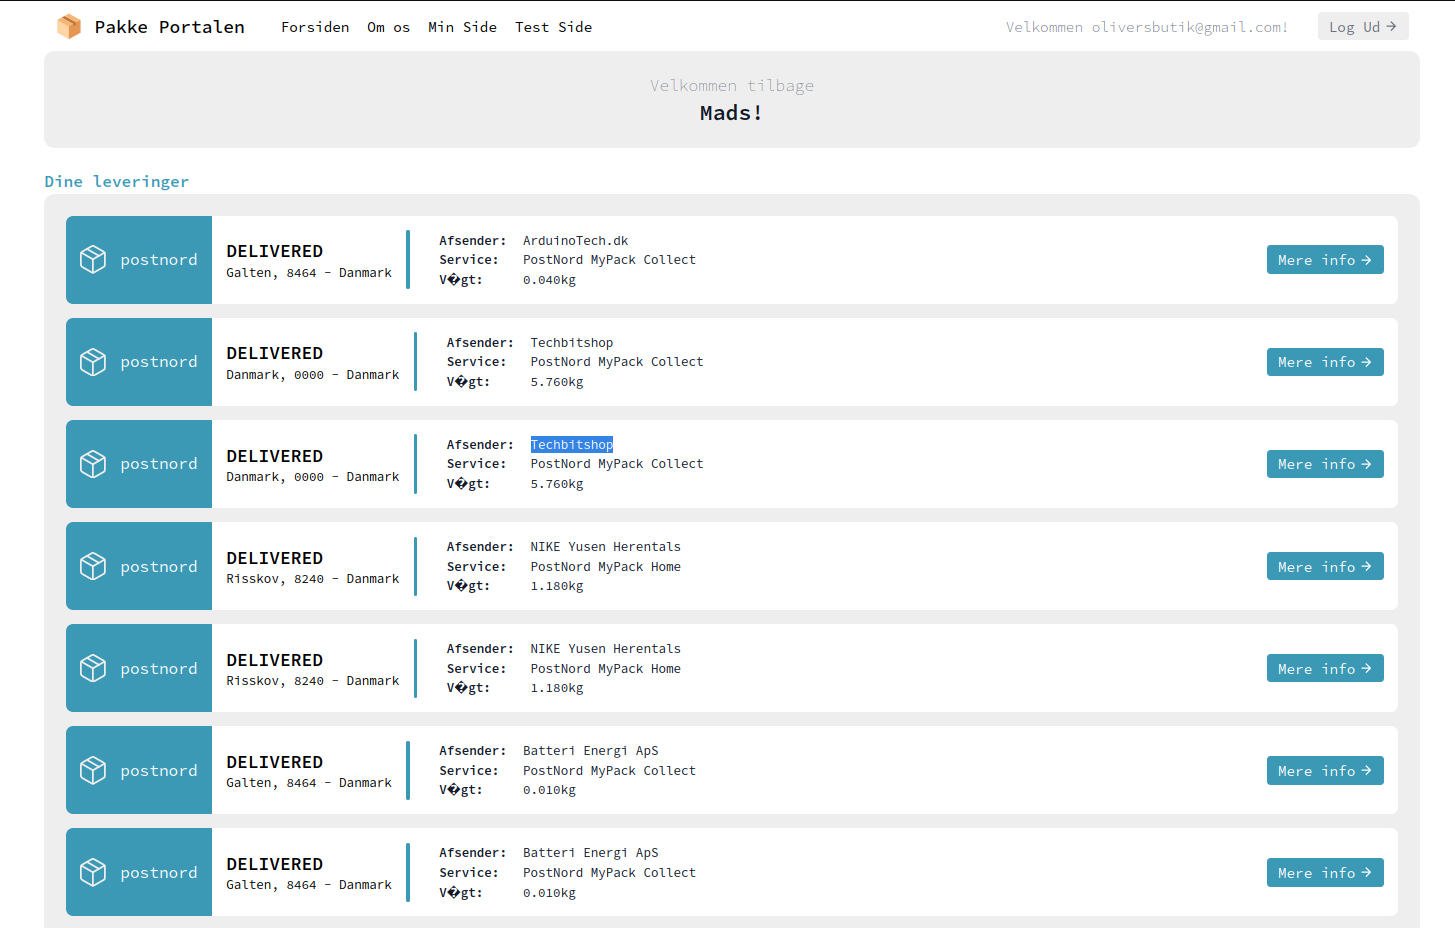 Pakke Portalen Forsiden Om os Min Side Test Side Velkommen oliversbutik@gmail.com! Log Ud →
Velkommen tilbage
Mads!
Dine leveringer
postnord
DELIVERED
Galten, 8464 - Danmark
Afsender: ArduinoTech.dk
Service: PostNord MyPack Collect
V�gt: 0.040kg
Mere info →
postnord
DELIVERED
Danmark, 0000 - Danmark
Afsender: Techbitshop
Service: PostNord MyPack Collect
V�gt: 5.760kg
Mere info →
postnord
DELIVERED
Danmark, 0000 - Danmark
Afsender: Techbitshop
Service: PostNord MyPack Collect
V�gt: 5.760kg
Mere info →
postnord
DELIVERED
Risskov, 8240 - Danmark
Afsender: NIKE Yusen Herentals
Service: PostNord MyPack Home
V�gt: 1.180kg
Mere info →
postnord
DELIVERED
Risskov, 8240 - Danmark
Afsender: NIKE Yusen Herentals
Service: PostNord MyPack Home
V�gt: 1.180kg
Mere info →
postnord
DELIVERED
Galten, 8464 - Danmark
Afsender: Batteri Energi ApS
Service: PostNord MyPack Collect
V�gt: 0.010kg
Mere info →
postnord
DELIVERED
Galten, 8464 - Danmark
Afsender: Batteri Energi ApS
Service: PostNord MyPack Collect
V�gt: 0.010kg
Mere info →